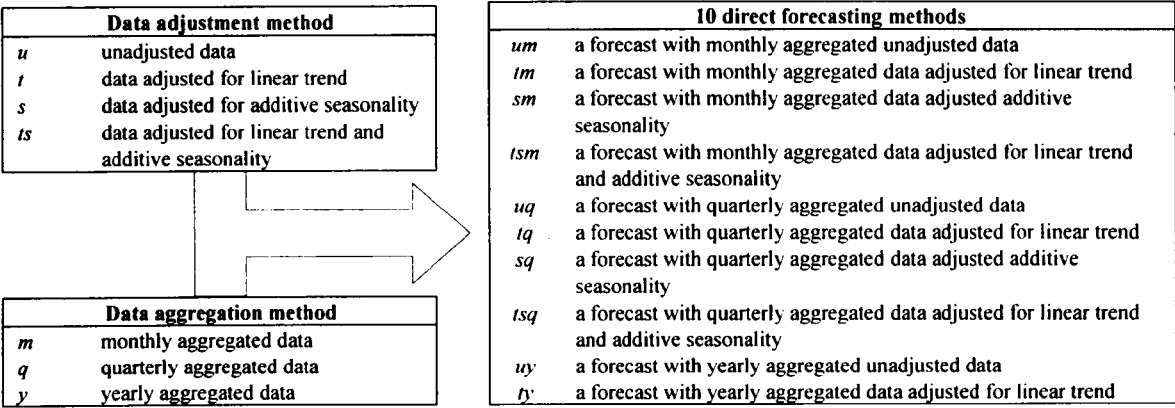 Data adjustment method
u unadjusted data
t data adjusted for linear trend
s data adjusted for additive seasonality
ts data adjusted for linear trend and
additive seasonality
Data aggregation method
m monthly aggregated data
q quarterly aggregated data
y yearly aggregated data
10 direct forecasting methods
um a forecast with monthly aggregated unadjusted data
tm a forecast with monthly aggregated data adjusted for linear trend
sm a forecast with monthly aggregated data adjusted additive
seasonality
tsm a forecast with monthly aggregated data adjusted for linear trend
and additive seasonality
uq a forecast with quarterly aggregated unadjusted data
tq a forecast with quarterly aggregated data adjusted for linear trend
sq a forecast with quarterly aggregated data adjusted additive
seasonality
tsq a forecast with quarterly aggregated data adjusted for linear trend
and additive seasonality
uy a forecast with yearly aggregated unadjusted data
ty a forecast with yearly aggregated data adjusted for linear trend